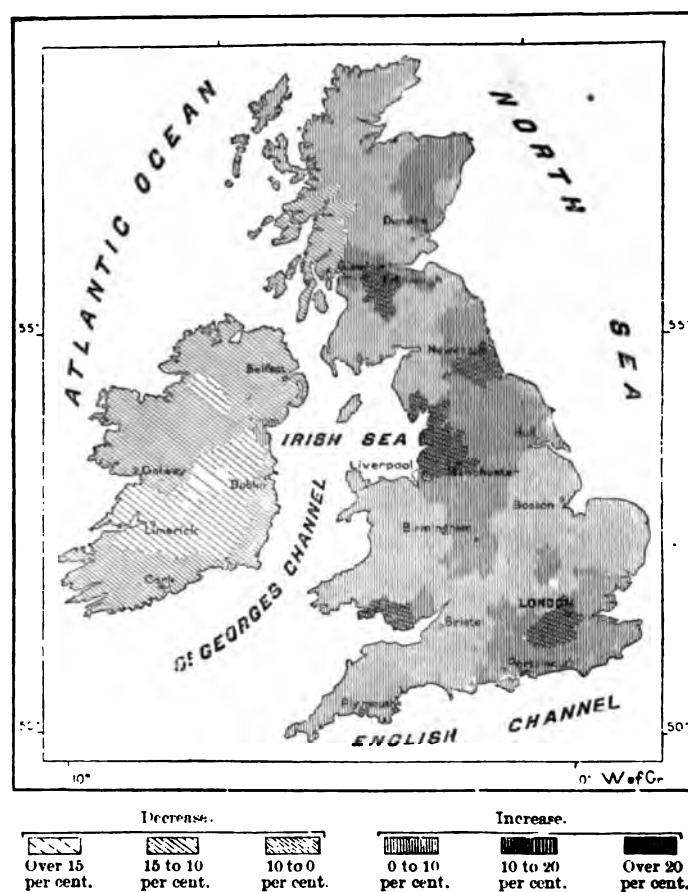 ATLANTIC OCEAN
NORTH SEA
55°
55°
Dundee
Edinburgh
Newcastle
Belfast
IRISH SEA
Hull
Galway
Dublin
Liverpool
Manchester
Boston
Limerick
Birmingham
Cork
ST GEORGES CHANNEL
LONDON
Bristol
Portsmouth
Plymouth
50°
50°
ENGLISH CHANNEL
10°
0°
W of Gr
Decrease.
Increase.
Over 15 per cent.
15 to 10 per cent.
10 to 0 per cent.
0 to 10 per cent.
10 to 20 per cent.
Over 20 per cent.